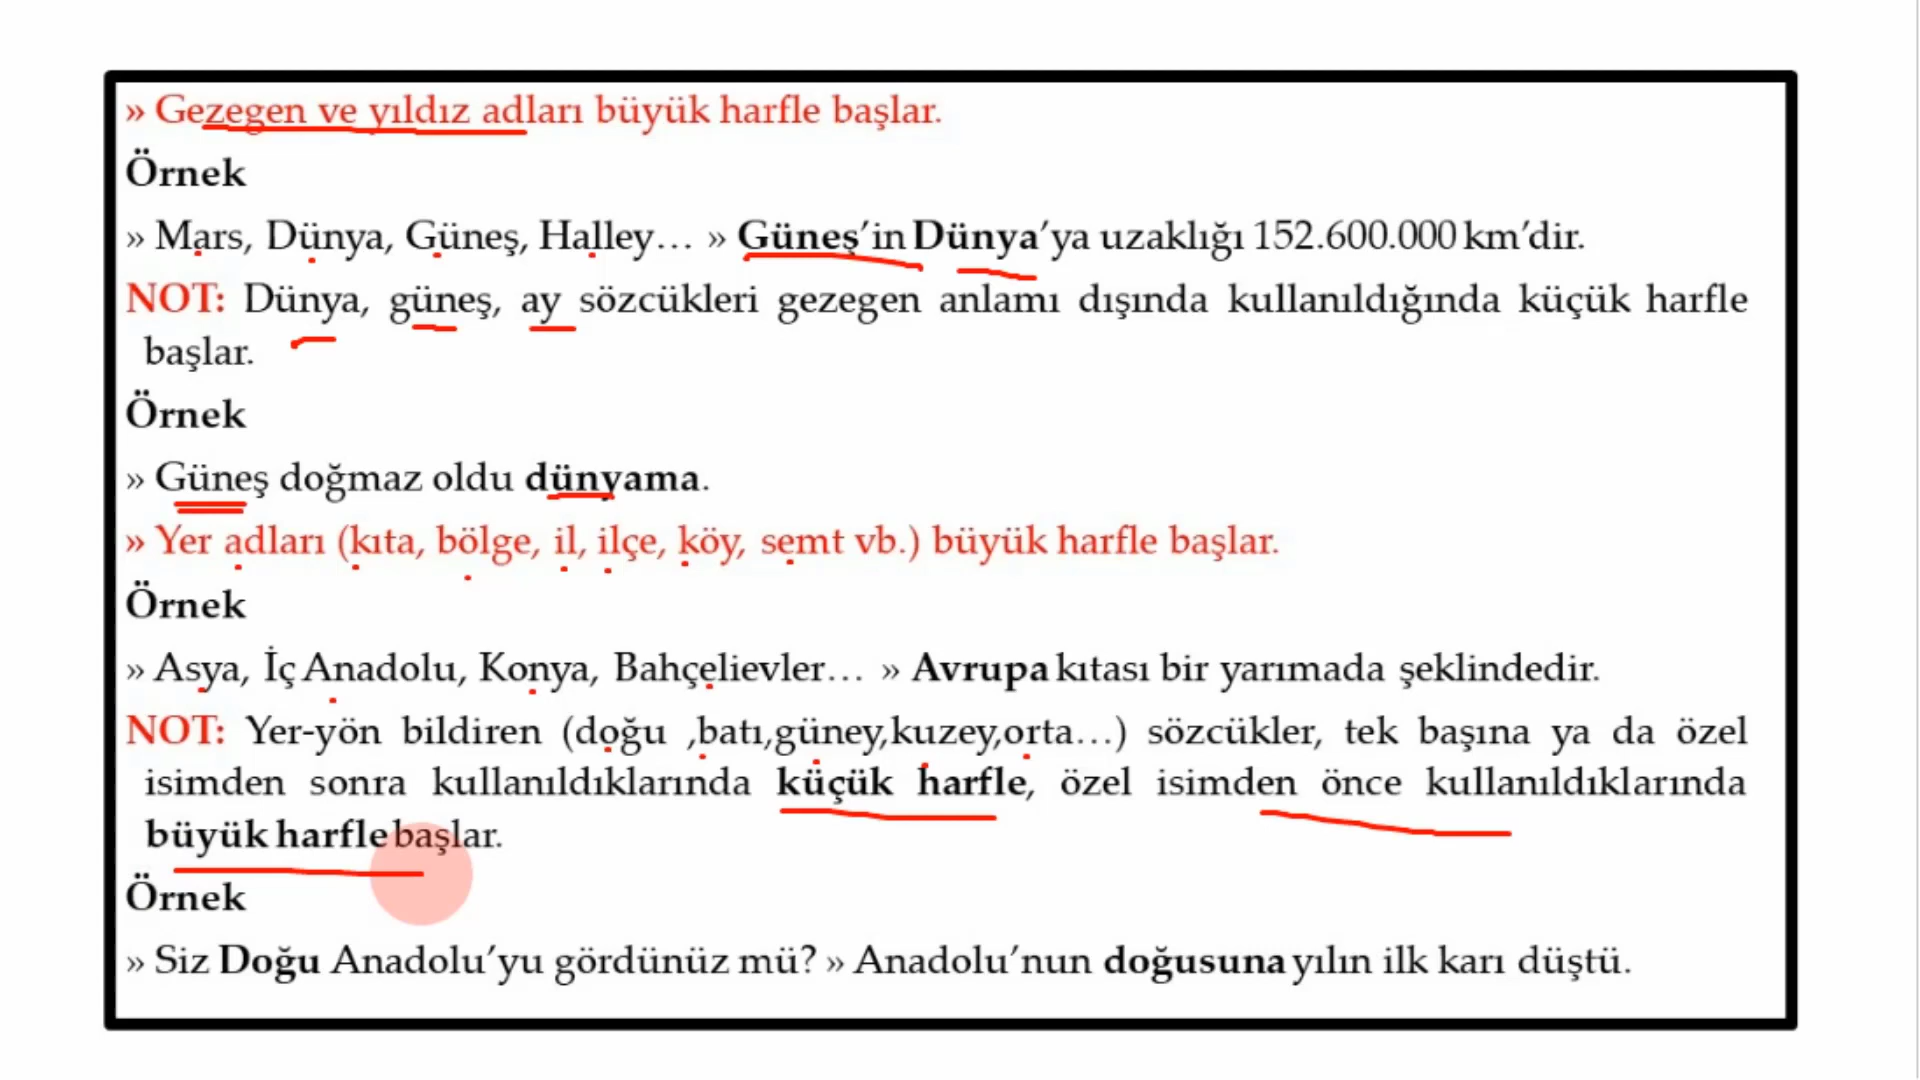 » Gezegen ve yıldız adları büyük harfle başlar.
Örnek
» Mars, Dünya, Güneş, Halley… » Güneş’in Dünya’ya uzaklığı 152.600.000 km’dir.
NOT: Dünya, güneş, ay sözcükleri gezegen anlamı dışında kullanıldığında küçük harfle
başlar.
Örnek
» Güneş doğmaz oldu dünyama.
» Yer adları (kıta, bölge, il, ilçe, köy, semt vb.) büyük harfle başlar.
Örnek
» Asya, İç Anadolu, Konya, Bahçelievler… » Avrupa kıtası bir yarımada şeklindedir.
NOT: Yer-yön bildiren (doğu ,batı,güney,kuzey,orta…) sözcükler, tek başına ya da özel
isimden sonra kullanıldıklarında küçük harfle, özel isimden önce kullanıldıklarında
büyük harfle başlar.
Örnek
» Siz Doğu Anadolu’yu gördünüz mü? » Anadolu’nun doğusuna yılın ilk karı düştü.